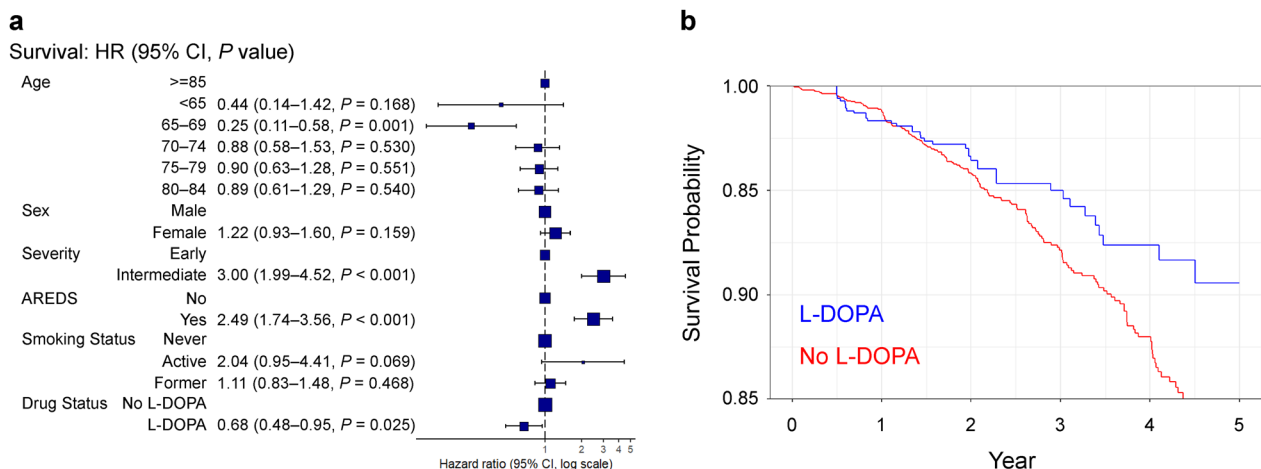 a
Survival: HR (95% CI, P value)
Age >=85
<65 0.44 (0.14–1.42, P = 0.168)
65–69 0.25 (0.11–0.58, P = 0.001)
70–74 0.88 (0.58–1.53, P = 0.530)
75–79 0.90 (0.63–1.28, P = 0.551)
80–84 0.89 (0.61–1.29, P = 0.540)
Sex Male
Female 1.22 (0.93–1.60, P = 0.159)
Severity Early
Intermediate 3.00 (1.99–4.52, P < 0.001)
AREDS No
Yes 2.49 (1.74–3.56, P < 0.001)
Smoking Status Never
Active 2.04 (0.95–4.41, P = 0.069)
Former 1.11 (0.83–1.48, P = 0.468)
Drug Status No L-DOPA
L-DOPA 0.68 (0.48–0.95, P = 0.025)
1 2 3 4 5
Hazard ratio (95% CI, log scale)
b
Survival Probability
1.00
0.85
0.90
0.85
L-DOPA
No L-DOPA
0 1 2 3 4 5
Year